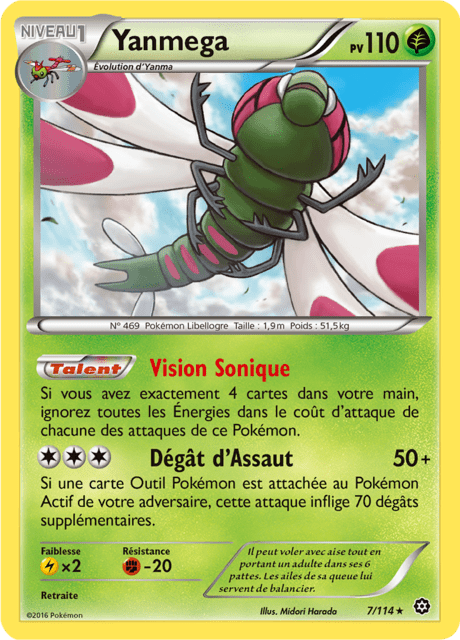 NIVEAU 1
Yanmega
PV110
Évolution d'Yanma
N° 469 Pokémon Libellogre Taille : 1,9m Poids : 51,5kg
Talent Vision Sonique
Si vous avez exactement 4 cartes dans votre main,
ignorez toutes les Énergies dans le coût d'attaque de
chacune des attaques de ce Pokémon.
Dégât d'Assaut 50+
Si une carte Outil Pokémon est attachée au Pokémon
Actif de votre adversaire, cette attaque inflige 70 dégâts
supplémentaires.
Faiblesse Résistance
×2 -20
Retraite
Il peut voler avec aise tout en
portant un adulte dans ses 6
pattes. Les ailes de sa queue lui
servent de balancier.
©2016 Pokémon Illus. Midori Harada 7/114 ★